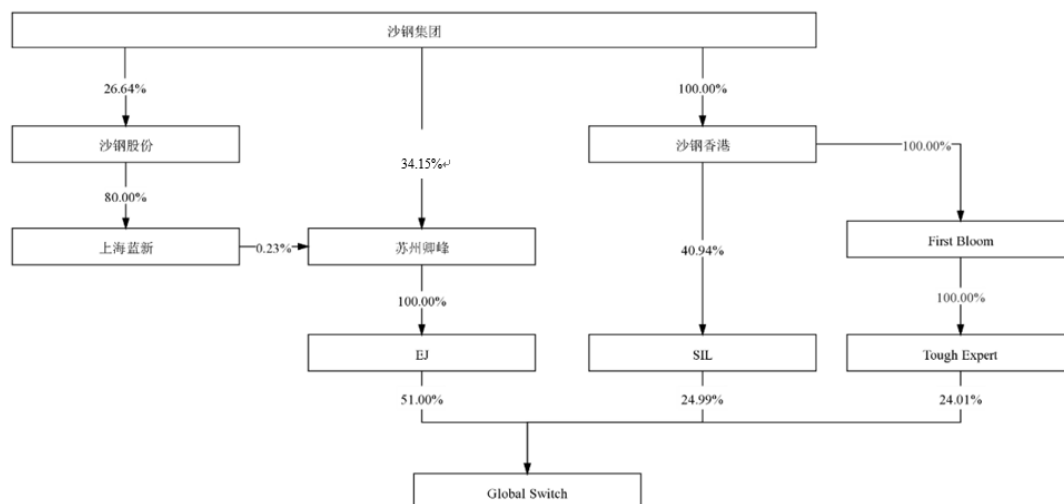 沙钢集团
26.64%
100.00%
沙钢股份
沙钢香港
100.00%
34.15%↵
80.00%
上海蓝新
0.23%
苏州卿峰
40.94%
First Bloom
100.00%
100.00%
EJ
SIL
Tough Expert
51.00%
24.99%
24.01%
Global Switch